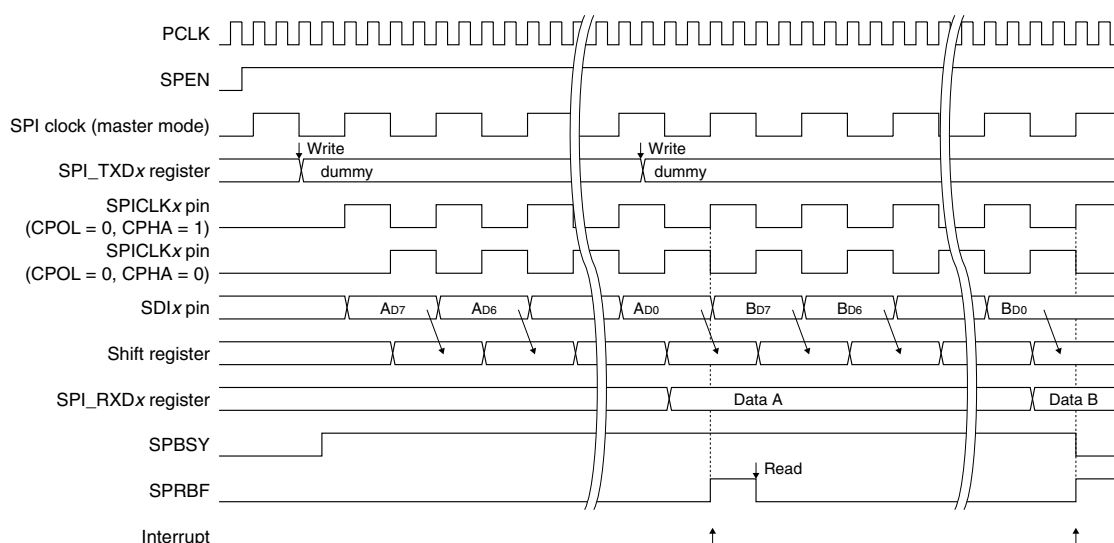 PCLK
SPEN
SPI clock (master mode)
Write Write
SPI_TXDx register dummy dummy
SPICLKx pin
(CPOL = 0, CPHA = 1)
SPICLKx pin
(CPOL = 0, CPHA = 0)
SDIx pin AD7 AD6 AD0 BD7 BD6 BD0
Shift register
SPI_RXDx register Data A Data B
SPBSY
Read
SPRBF
Interrupt